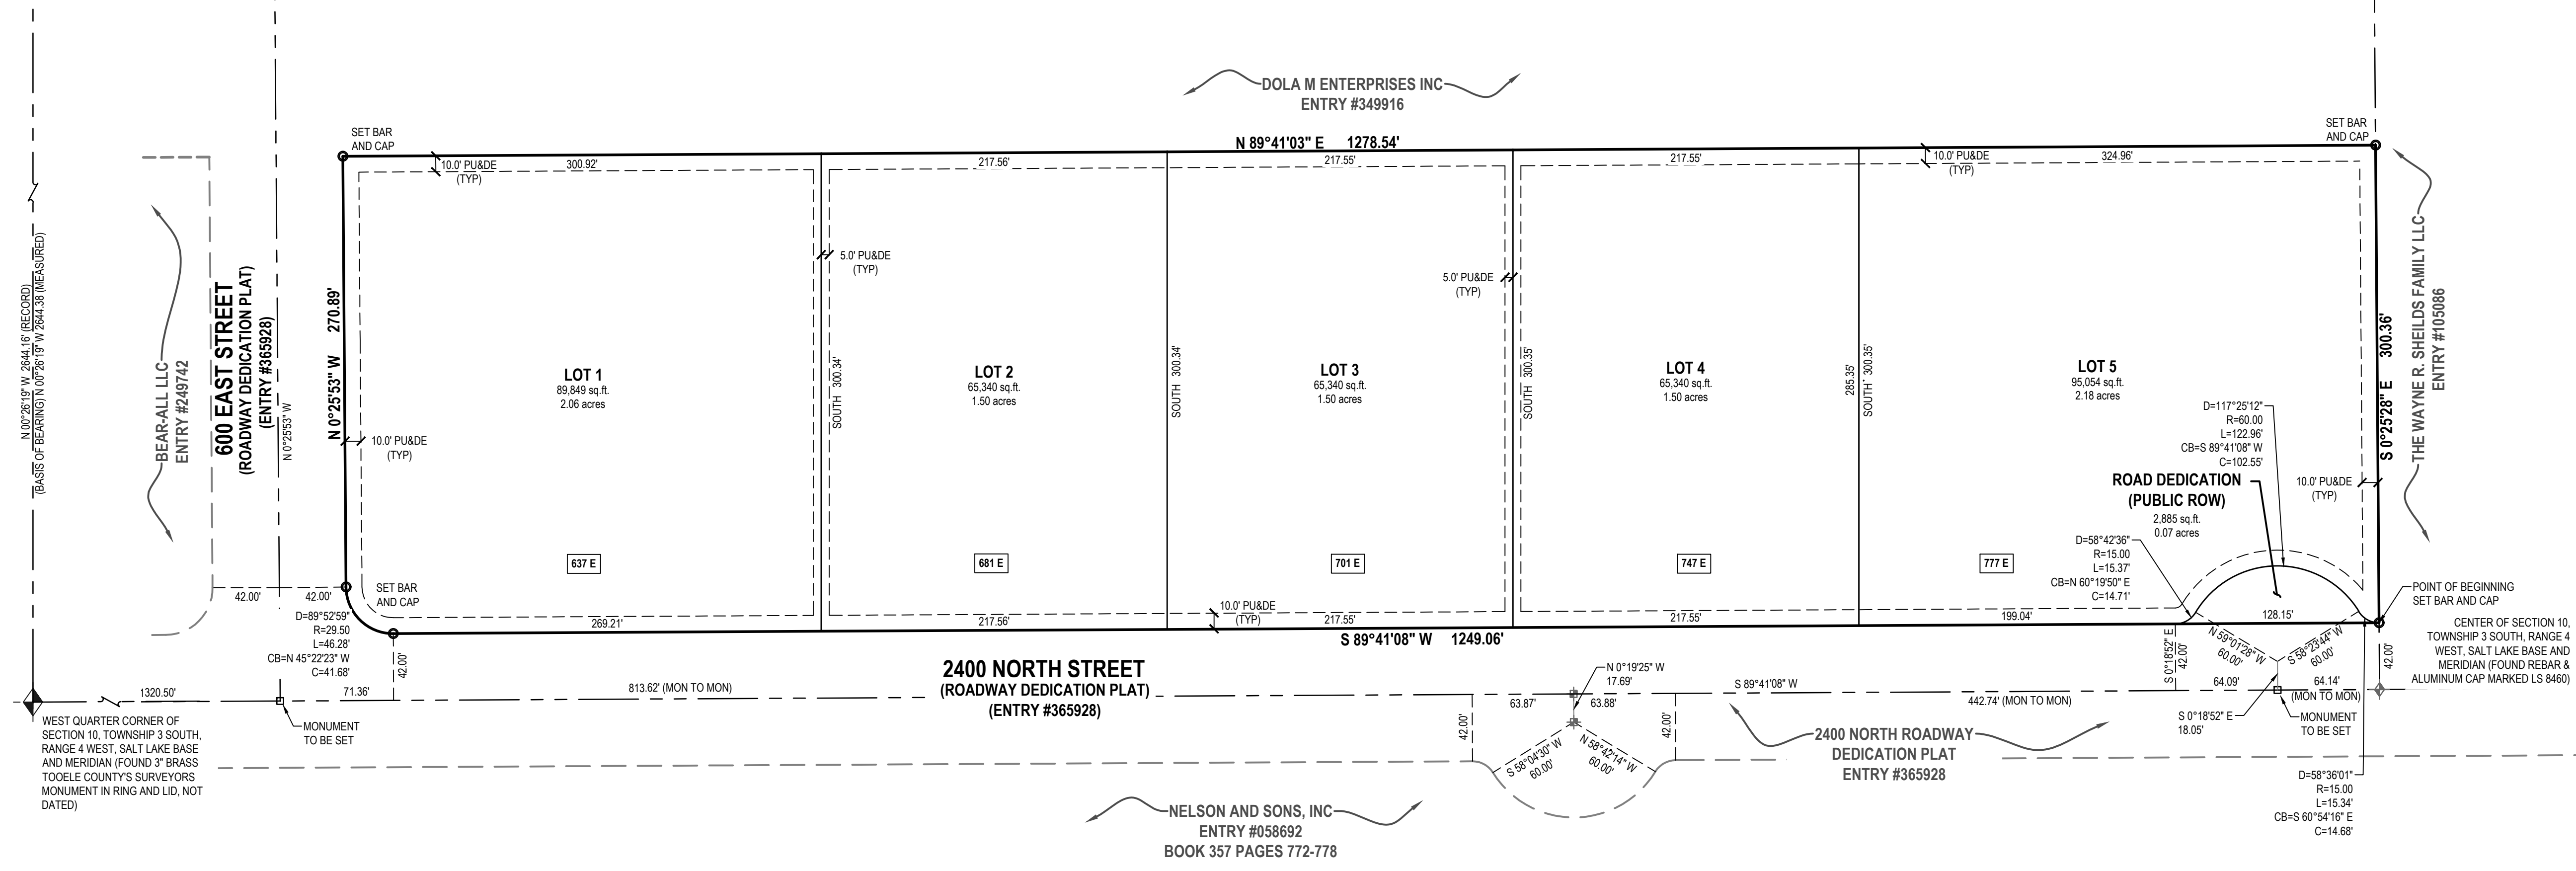 DOLA M ENTERPRISES INC
ENTRY #349916
SET BAR
AND CAP
SET BAR
AND CAP
N 89°41'03" E 1278.54'
10.0' PU&DE
(TYP)
300.92'
217.56'
217.55'
217.55'
10.0' PU&DE
(TYP)
324.96'
N 00°26'19" W 2644.16' (RECORD)
(BASIS OF BEARING) N 00°26'19" W 2644.38 (MEASURED)
BEAR-ALL LLC
ENTRY #249742
600 EAST STREET
(ROADWAY DEDICATION PLAT)
(ENTRY #365928)
N 0°25'53" W
N 0°25'53" W 270.89'
10.0' PU&DE
(TYP)
5.0' PU&DE
(TYP)
5.0' PU&DE
(TYP)
LOT 1
89,849 sq.ft.
2.06 acres
SOUTH 300.34'
LOT 2
65,340 sq.ft.
1.50 acres
SOUTH 300.34'
LOT 3
65,340 sq.ft.
1.50 acres
SOUTH 300.35'
LOT 4
65,340 sq.ft.
1.50 acres
285.35'
SOUTH 300.35'
LOT 5
95,054 sq.ft.
2.18 acres
S 0°25'28" E 300.36'
THE WAYNE R. SHEILDS FAMILY LLC
ENTRY #105086
D=117°25'12"
R=60.00
L=122.96'
CB=S 89°41'08" W
C=102.55'
ROAD DEDICATION
(PUBLIC ROW)
2,885 sq.ft.
0.07 acres
10.0' PU&DE
(TYP)
D=58°42'36"
R=15.00
L=15.37'
CB=N 60°19'50" E
C=14.71'
637 E
681 E
701 E
747 E
777 E
42.00'
42.00'
SET BAR
AND CAP
D=89°52'59"
R=29.50
L=46.28'
CB=N 45°22'23" W
C=41.68'
42.00'
269.21'
217.56'
10.0' PU&DE
(TYP)
217.55'
217.55'
199.04'
128.15'
POINT OF BEGINNING
SET BAR AND CAP
S 89°41'08" W 1249.06'
CENTER OF SECTION 10,
TOWNSHIP 3 SOUTH, RANGE 4
WEST, SALT LAKE BASE AND
MERIDIAN (FOUND REBAR &
ALUMINUM CAP MARKED LS 8460)
S 0°18'52" E
42.00'
N 59°01'28" W
60.00'
S 58°23'44" W
60.00'
42.00'
2400 NORTH STREET
(ROADWAY DEDICATION PLAT)
(ENTRY #365928)
1320.50'
71.36'
813.62' (MON TO MON)
N 0°19'25" W
17.69'
S 89°41'08" W
64.09'
64.14'
(MON TO MON)
442.74' (MON TO MON)
63.87'
63.88'
42.00'
42.00'
S 58°04'30" W
60.00'
N 58°42'14" W
60.00'
S 0°18'52" E
18.05'
MONUMENT
TO BE SET
MONUMENT
TO BE SET
WEST QUARTER CORNER OF
SECTION 10, TOWNSHIP 3 SOUTH,
RANGE 4 WEST, SALT LAKE BASE
AND MERIDIAN (FOUND 3" BRASS
TOOELE COUNTY'S SURVEYORS
MONUMENT IN RING AND LID, NOT
DATED)
2400 NORTH ROADWAY
DEDICATION PLAT
ENTRY #365928
NELSON AND SONS, INC
ENTRY #058692
BOOK 357 PAGES 772-778
D=58°36'01"
R=15.00
L=15.34'
CB=S 60°54'16" E
C=14.68'